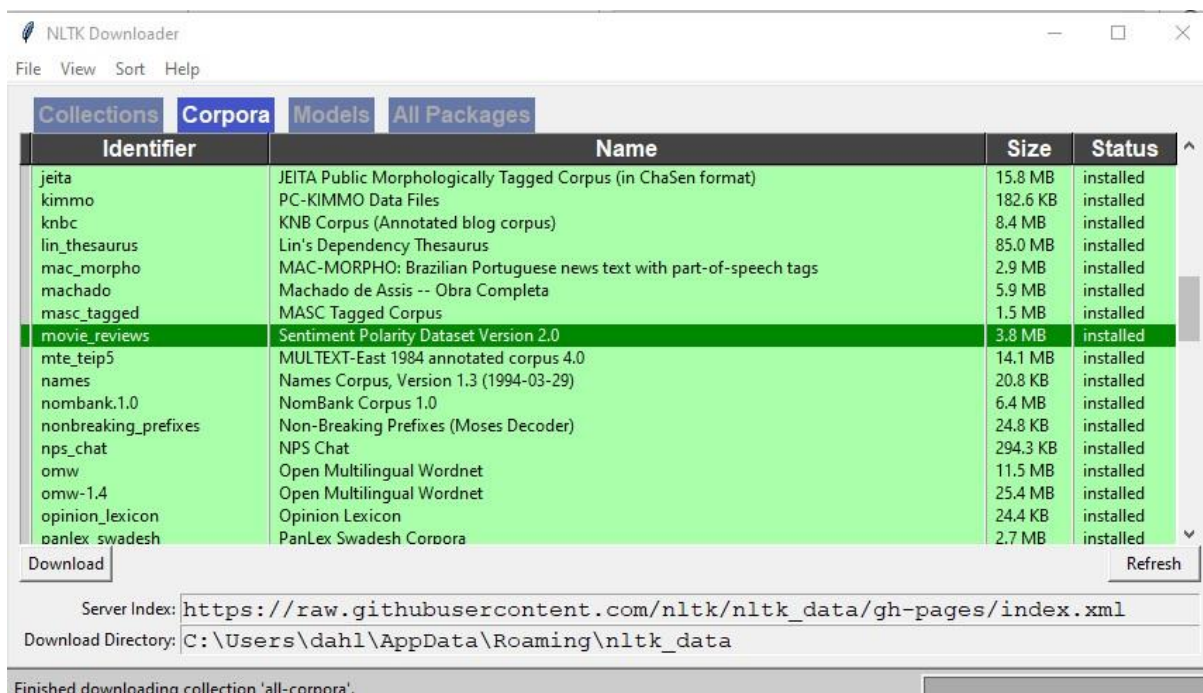 NLTK Downloader
File View Sort Help
Collections Corpora Models All Packages
Identifier Name Size Status
jeita JEITA Public Morphologically Tagged Corpus (in ChaSen format) 15.8 MB installed
kimmo PC-KIMMO Data Files 182.6 KB installed
knbc KNB Corpus (Annotated blog corpus) 8.4 MB installed
lin_thesaurus Lin's Dependency Thesaurus 85.0 MB installed
mac_morpho MAC-MORPHO: Brazilian Portuguese news text with part-of-speech tags 2.9 MB installed
machado Machado de Assis -- Obra Completa 5.9 MB installed
masc_tagged MASC Tagged Corpus 1.5 MB installed
movie_reviews Sentiment Polarity Dataset Version 2.0 3.8 MB installed
mte_teip5 MULTEXT-East 1984 annotated corpus 4.0 14.1 MB installed
names Names Corpus, Version 1.3 (1994-03-29) 20.8 KB installed
nombank.1.0 NomBank Corpus 1.0 6.4 MB installed
nonbreaking_prefixes Non-Breaking Prefixes (Moses Decoder) 24.8 KB installed
nps_chat NPS Chat 294.3 KB installed
omw Open Multilingual Wordnet 11.5 MB installed
omw-1.4 Open Multilingual Wordnet 25.4 MB installed
opinion_lexicon Opinion Lexicon 24.4 KB installed
panlex_swadesh PanLex Swadesh Corpora 2.7 MB installed
Download Refresh
Server Index: https://raw.githubusercontent.com/nltk/nltk_data/gh-pages/index.xml
Download Directory: C:\Users\dahl\AppData\Roaming\nltk_data
Finished downloading collection 'all-corpora'.